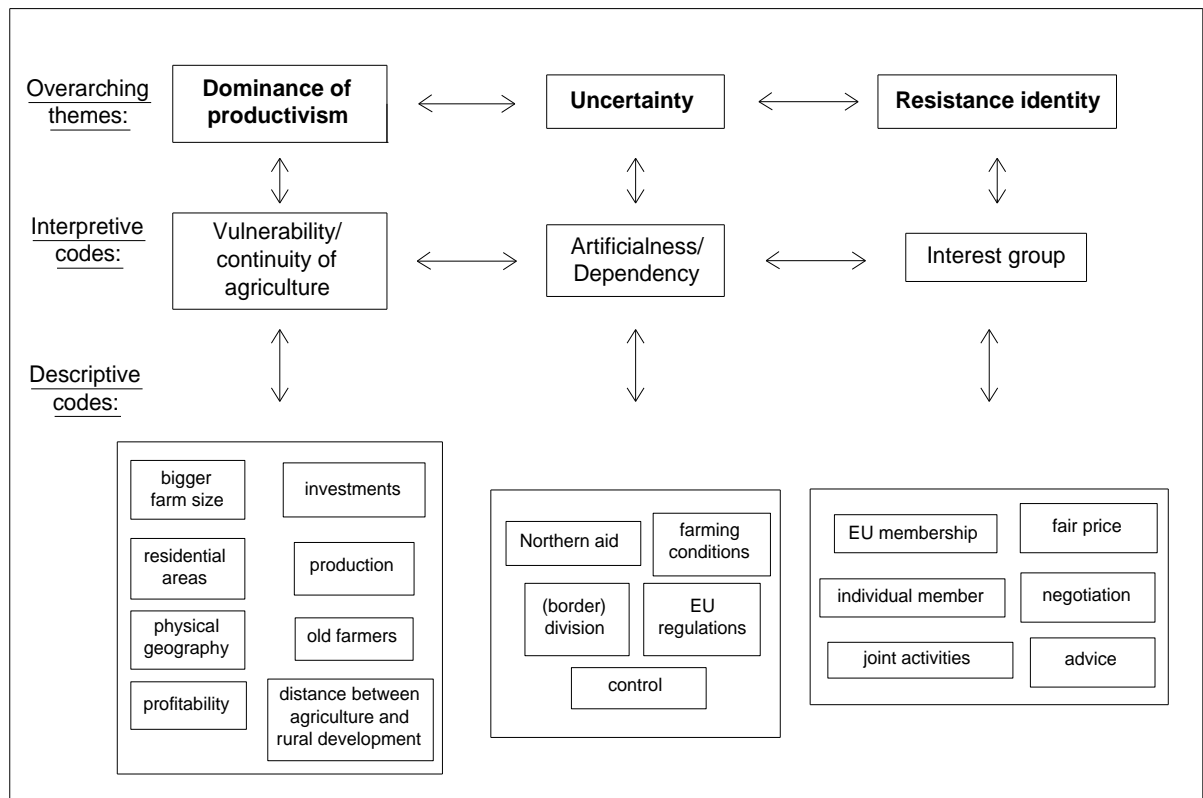 Overarching
themes:
Dominance of
productivism
Uncertainty
Resistance identity
Interpretive
codes:
Vulnerability/
continuity of
agriculture
Artificialness/
Dependency
Interest group
Descriptive
codes:
bigger
farm size
investments
residential
areas
production
physical
geography
old farmers
profitability
distance between
agriculture and
rural development
Northern aid
farming
conditions
(border)
division
EU
regulations
control
EU membership
fair price
individual member
negotiation
joint activities
advice